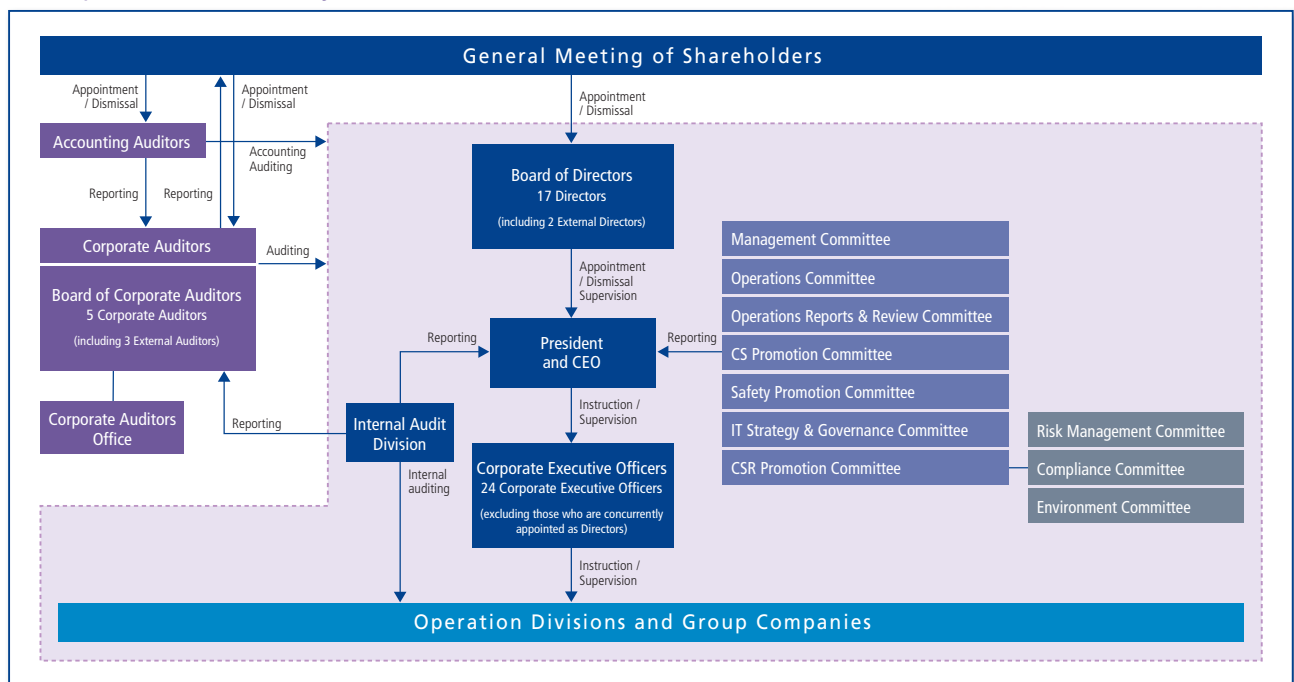 General Meeting of Shareholders
Appointment
/ Dismissal
Appointment
/ Dismissal
Appointment
/ Dismissal
Accounting Auditors
Accounting
Auditing
Reporting
Reporting
Board of Directors
17 Directors
(including 2 External Directors)
Corporate Auditors
Auditing
Board of Corporate Auditors
5 Corporate Auditors
(including 3 External Auditors)
Appointment
/ Dismissal
Supervision
Management Committee
Operations Committee
Operations Reports & Review Committee
CS Promotion Committee
Safety Promotion Committee
IT Strategy & Governance Committee
CSR Promotion Committee
Reporting
President
and CEO
Reporting
Corporate Auditors
Office
Reporting
Internal Audit
Division
Instruction /
Supervision
Risk Management Committee
Compliance Committee
Environment Committee
Internal
auditing
Corporate Executive Officers
24 Corporate Executive Officers
(excluding those who are concurrently
appointed as Directors)
Instruction /
Supervision
Operation Divisions and Group Companies